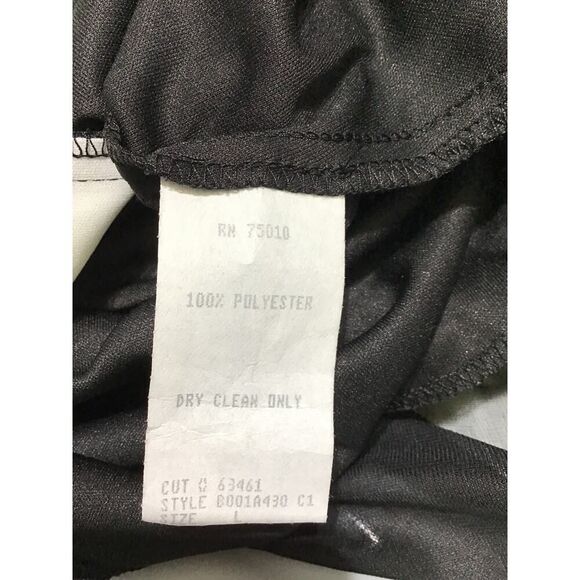 RN 75010
100% POLYESTER
DRY CLEAN ONLY
CUT # 63461
STYLE B001A430 C1
SIZE L